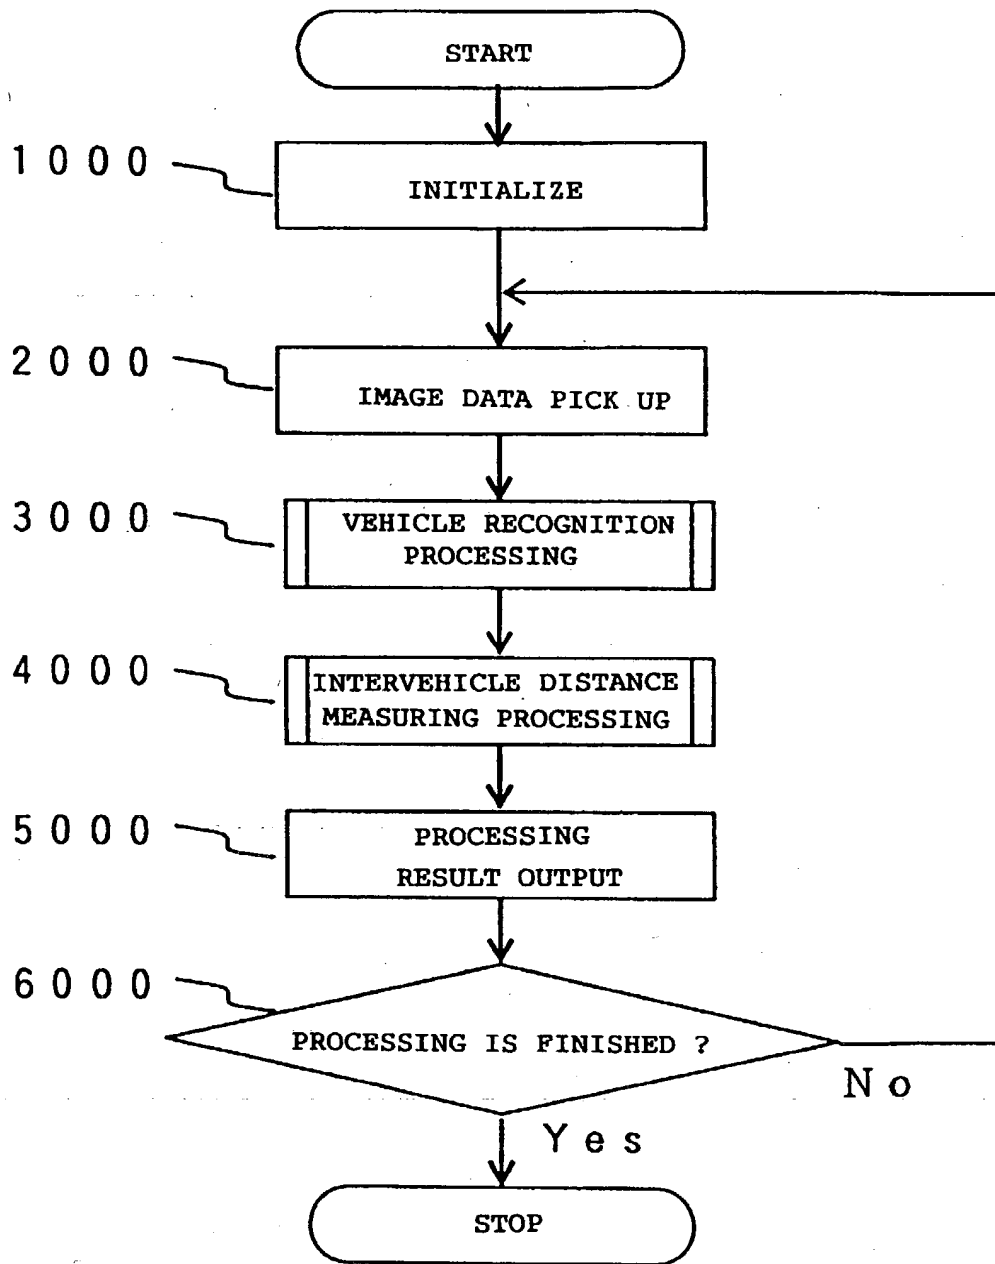 START
1000
INITIALIZE
2000
IMAGE DATA PICK UP
3000
VEHICLE RECOGNITION
PROCESSING
4000
INTERVEHICLE DISTANCE
MEASURING PROCESSING
5000
PROCESSING
RESULT OUTPUT
6000
PROCESSING IS FINISHED ?
No
Yes
STOP